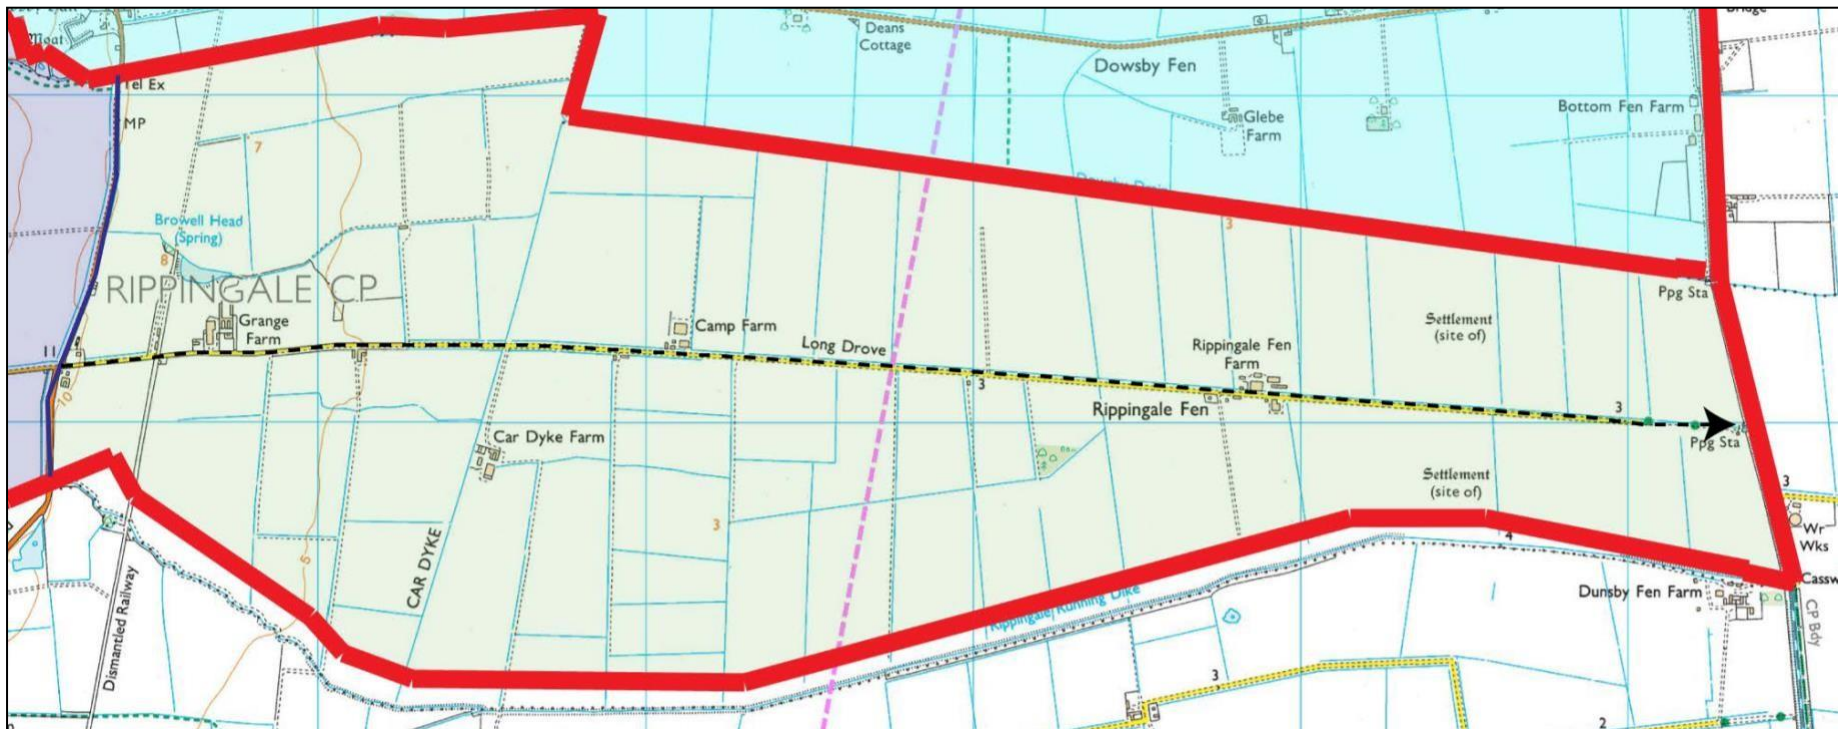 Moat
Tel Ex
MP
7
Deans
Cottage
Dowsby Fen
Glebe
Farm
Bottom Fen Farm
Bridge
Browell Head
(Spring)
8
3
RIPPINGALE CP
Grange
Farm
Camp Farm
Long Drove
Ppg Sta
Settlement
(site of)
Rippingale Fen
Farm
11
10
3
Rippingale Fen
3
Ppg Sta
Car Dyke Farm
Settlement
(site of)
3
3
5
CAR DYKE
4
Wr
Wks
Dismantled Railway
Rippingale Running Dike
Dunsby Fen Farm
Cassw
CP Bdy
3
2